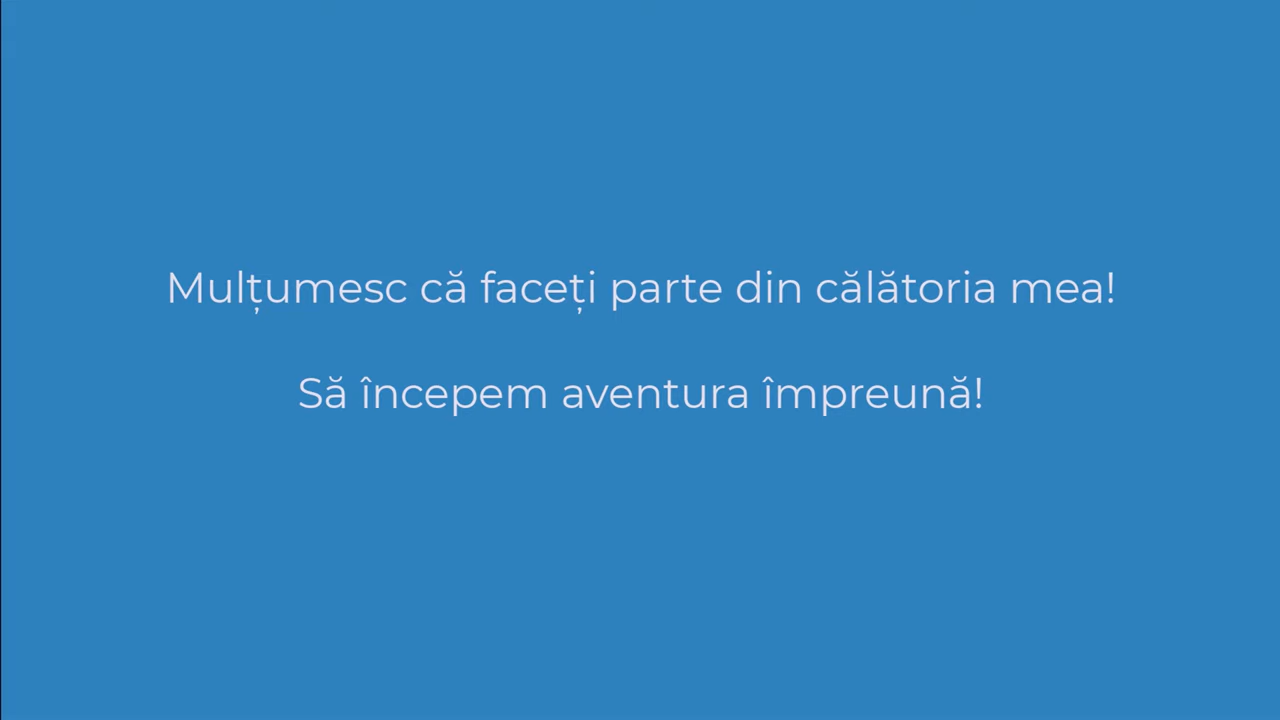 Mulțumesc că faceți parte din călătoria mea!
Să începem aventura împreună!